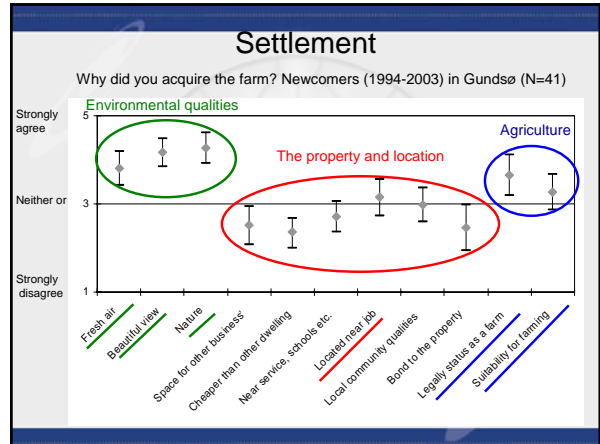 Settlement
Why did you acquire the farm? Newcomers (1994-2003) in Gundsø (N=41)
Environmental qualities
Strongly
agree
5
Agriculture
The property and location
Neither or
3
Strongly
disagree
1
Fresh air
Beautiful view
Nature
Space for other business'
Cheaper than other dwelling
Near service, schools etc.
Located near job
Local community qualities
Bond to the property
Legally status as a farm
Suitability for farming